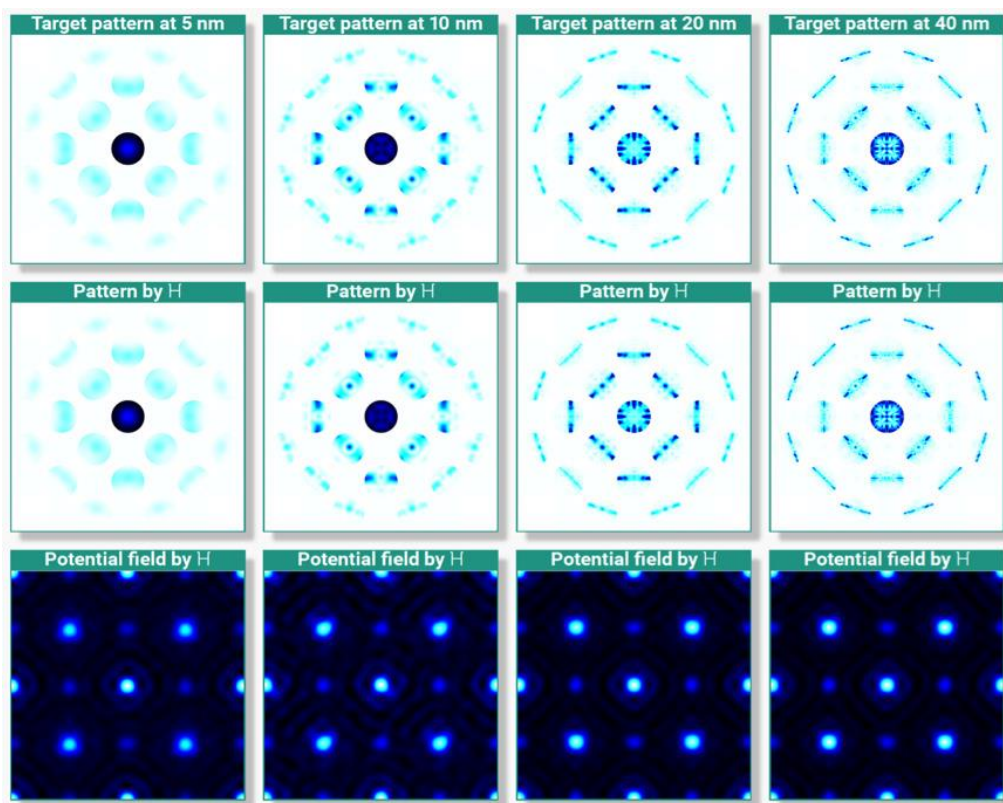 Target pattern at 5 nm
Target pattern at 10 nm
Target pattern at 20 nm
Target pattern at 40 nm
Pattern by H
Pattern by H
Pattern by H
Pattern by H
Potential field by H
Potential field by H
Potential field by H
Potential field by H